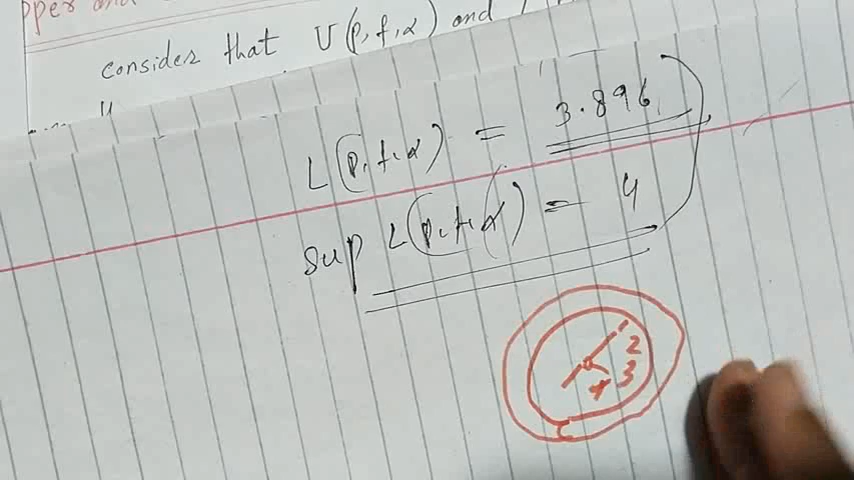 pper and
consider that U(p,f,α) and
L(p,f,α) = 3.896
sup L(p,f,α) = 4
2
3
4